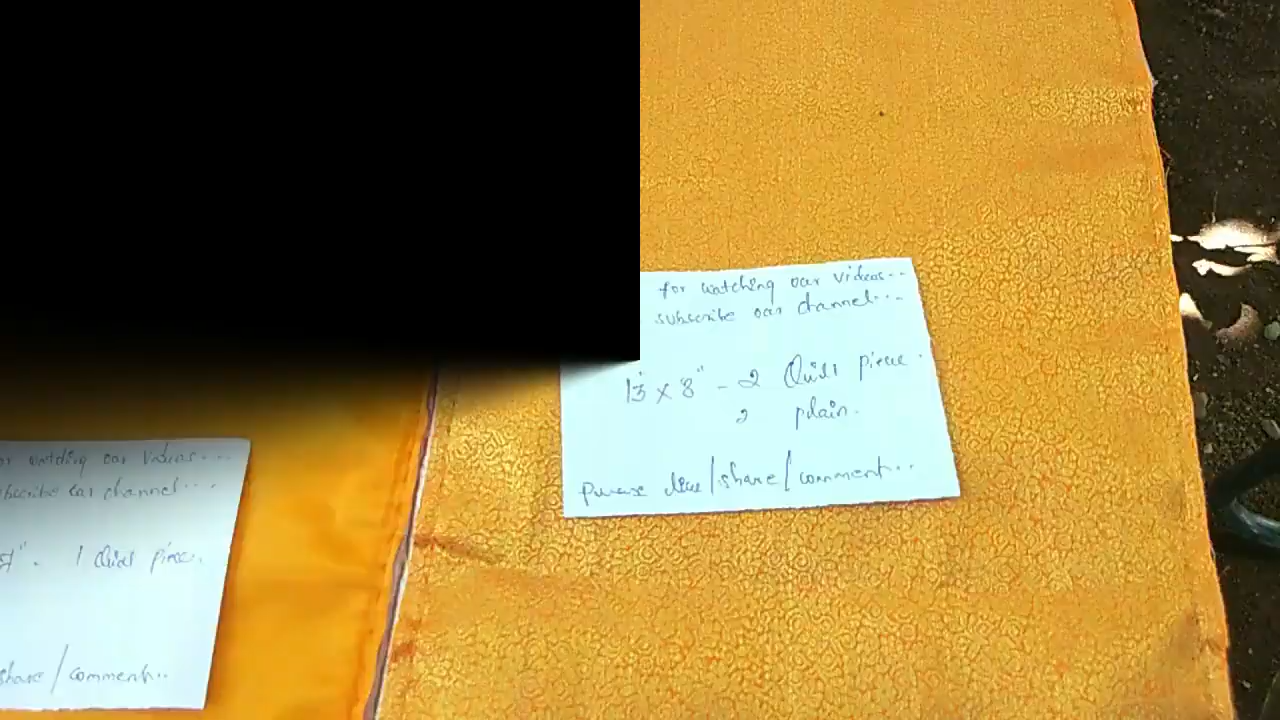 for watching our videos...
subscribe our channel....
13 x 8" - 2 Quilt piece.
2 plain.
please like/share/comment..
watching our videos....
our channel....
1 Quilt piece.
share/comment...